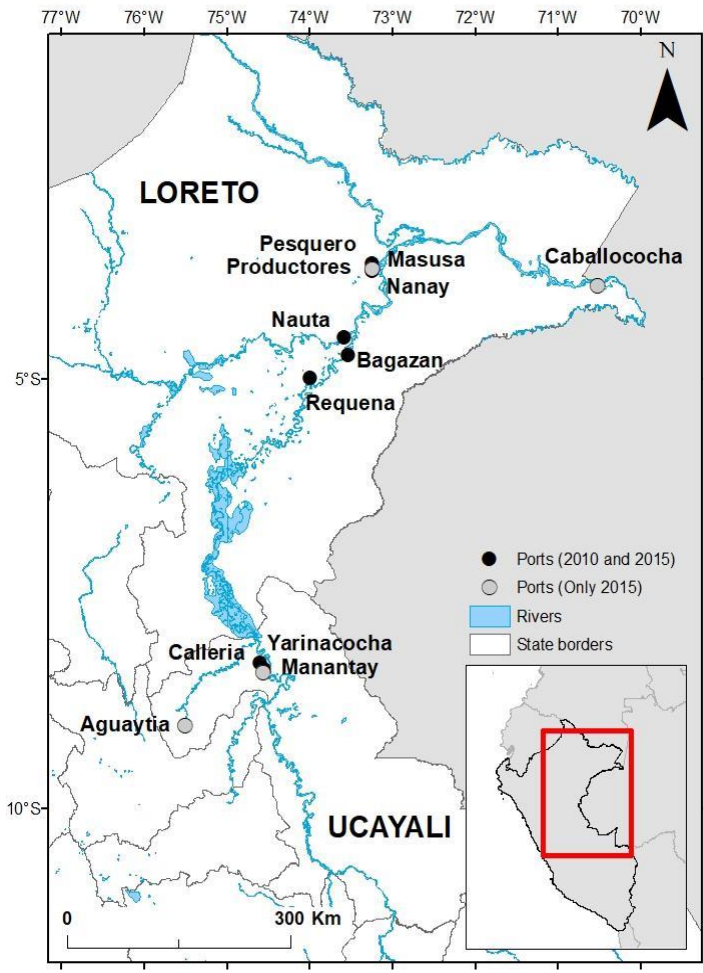 77°W 76°W 75°W 74°W 73°W 72°W 71°W 70°W
N
LORETO
Pesquero
Productores
Masusa
Nanay
Caballococha
Nauta
Bagazan
5°S
Requena
Ports (2010 and 2015)
Ports (Only 2015)
Rivers
State borders
Yarinacocha
Calleria
Manantay
Aguaytia
10°S
UCAYALI
0 300 Km